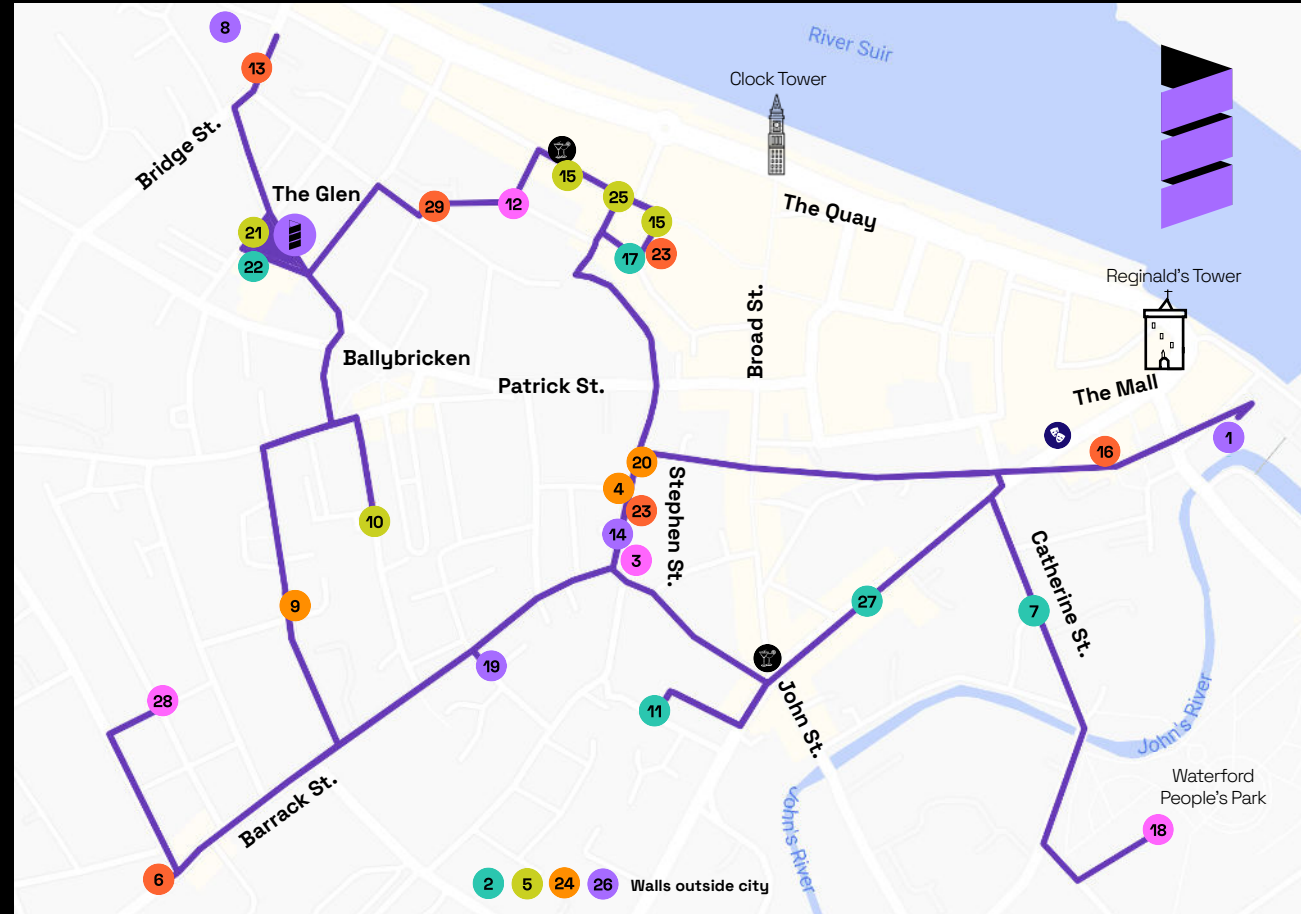 8
River Suir
13
Clock Tower
Bridge St.
15
The Glen
25
29
12
15
The Quay
21
17
23
22
Reginald's Tower
Broad St.
Ballybricken
Patrick St.
The Mall
1
16
20
4
Stephen St.
23
10
14
3
Catherine St.
9
27
7
19
28
11
John St.
John's River
Waterford
People's Park
Barrack St.
John's River
18
6
2
5
24
26
Walls outside city